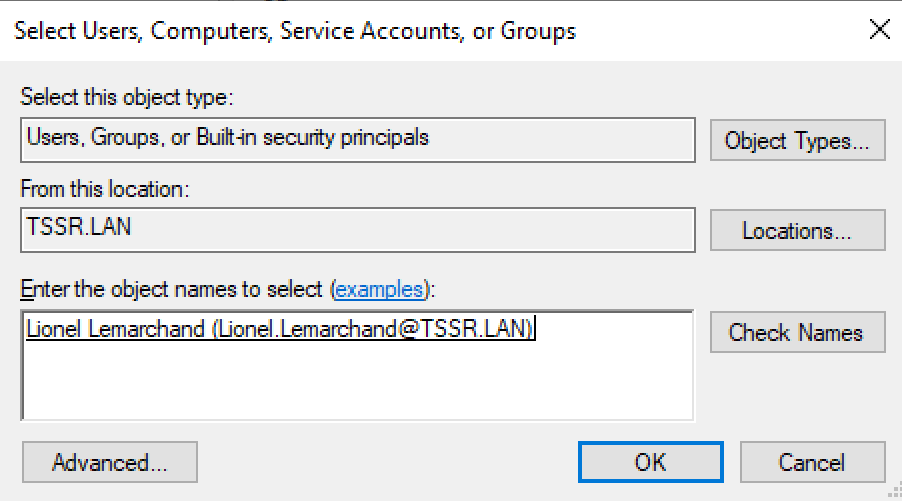 Select Users, Computers, Service Accounts, or Groups
Select this object type:
Users, Groups, or Built-in security principals
Object Types...
From this location:
TSSR.LAN
Locations...
Enter the object names to select (examples):
Lionel Lemarchand (Lionel.Lemarchand@TSSR.LAN)
Check Names
Advanced...
OK
Cancel